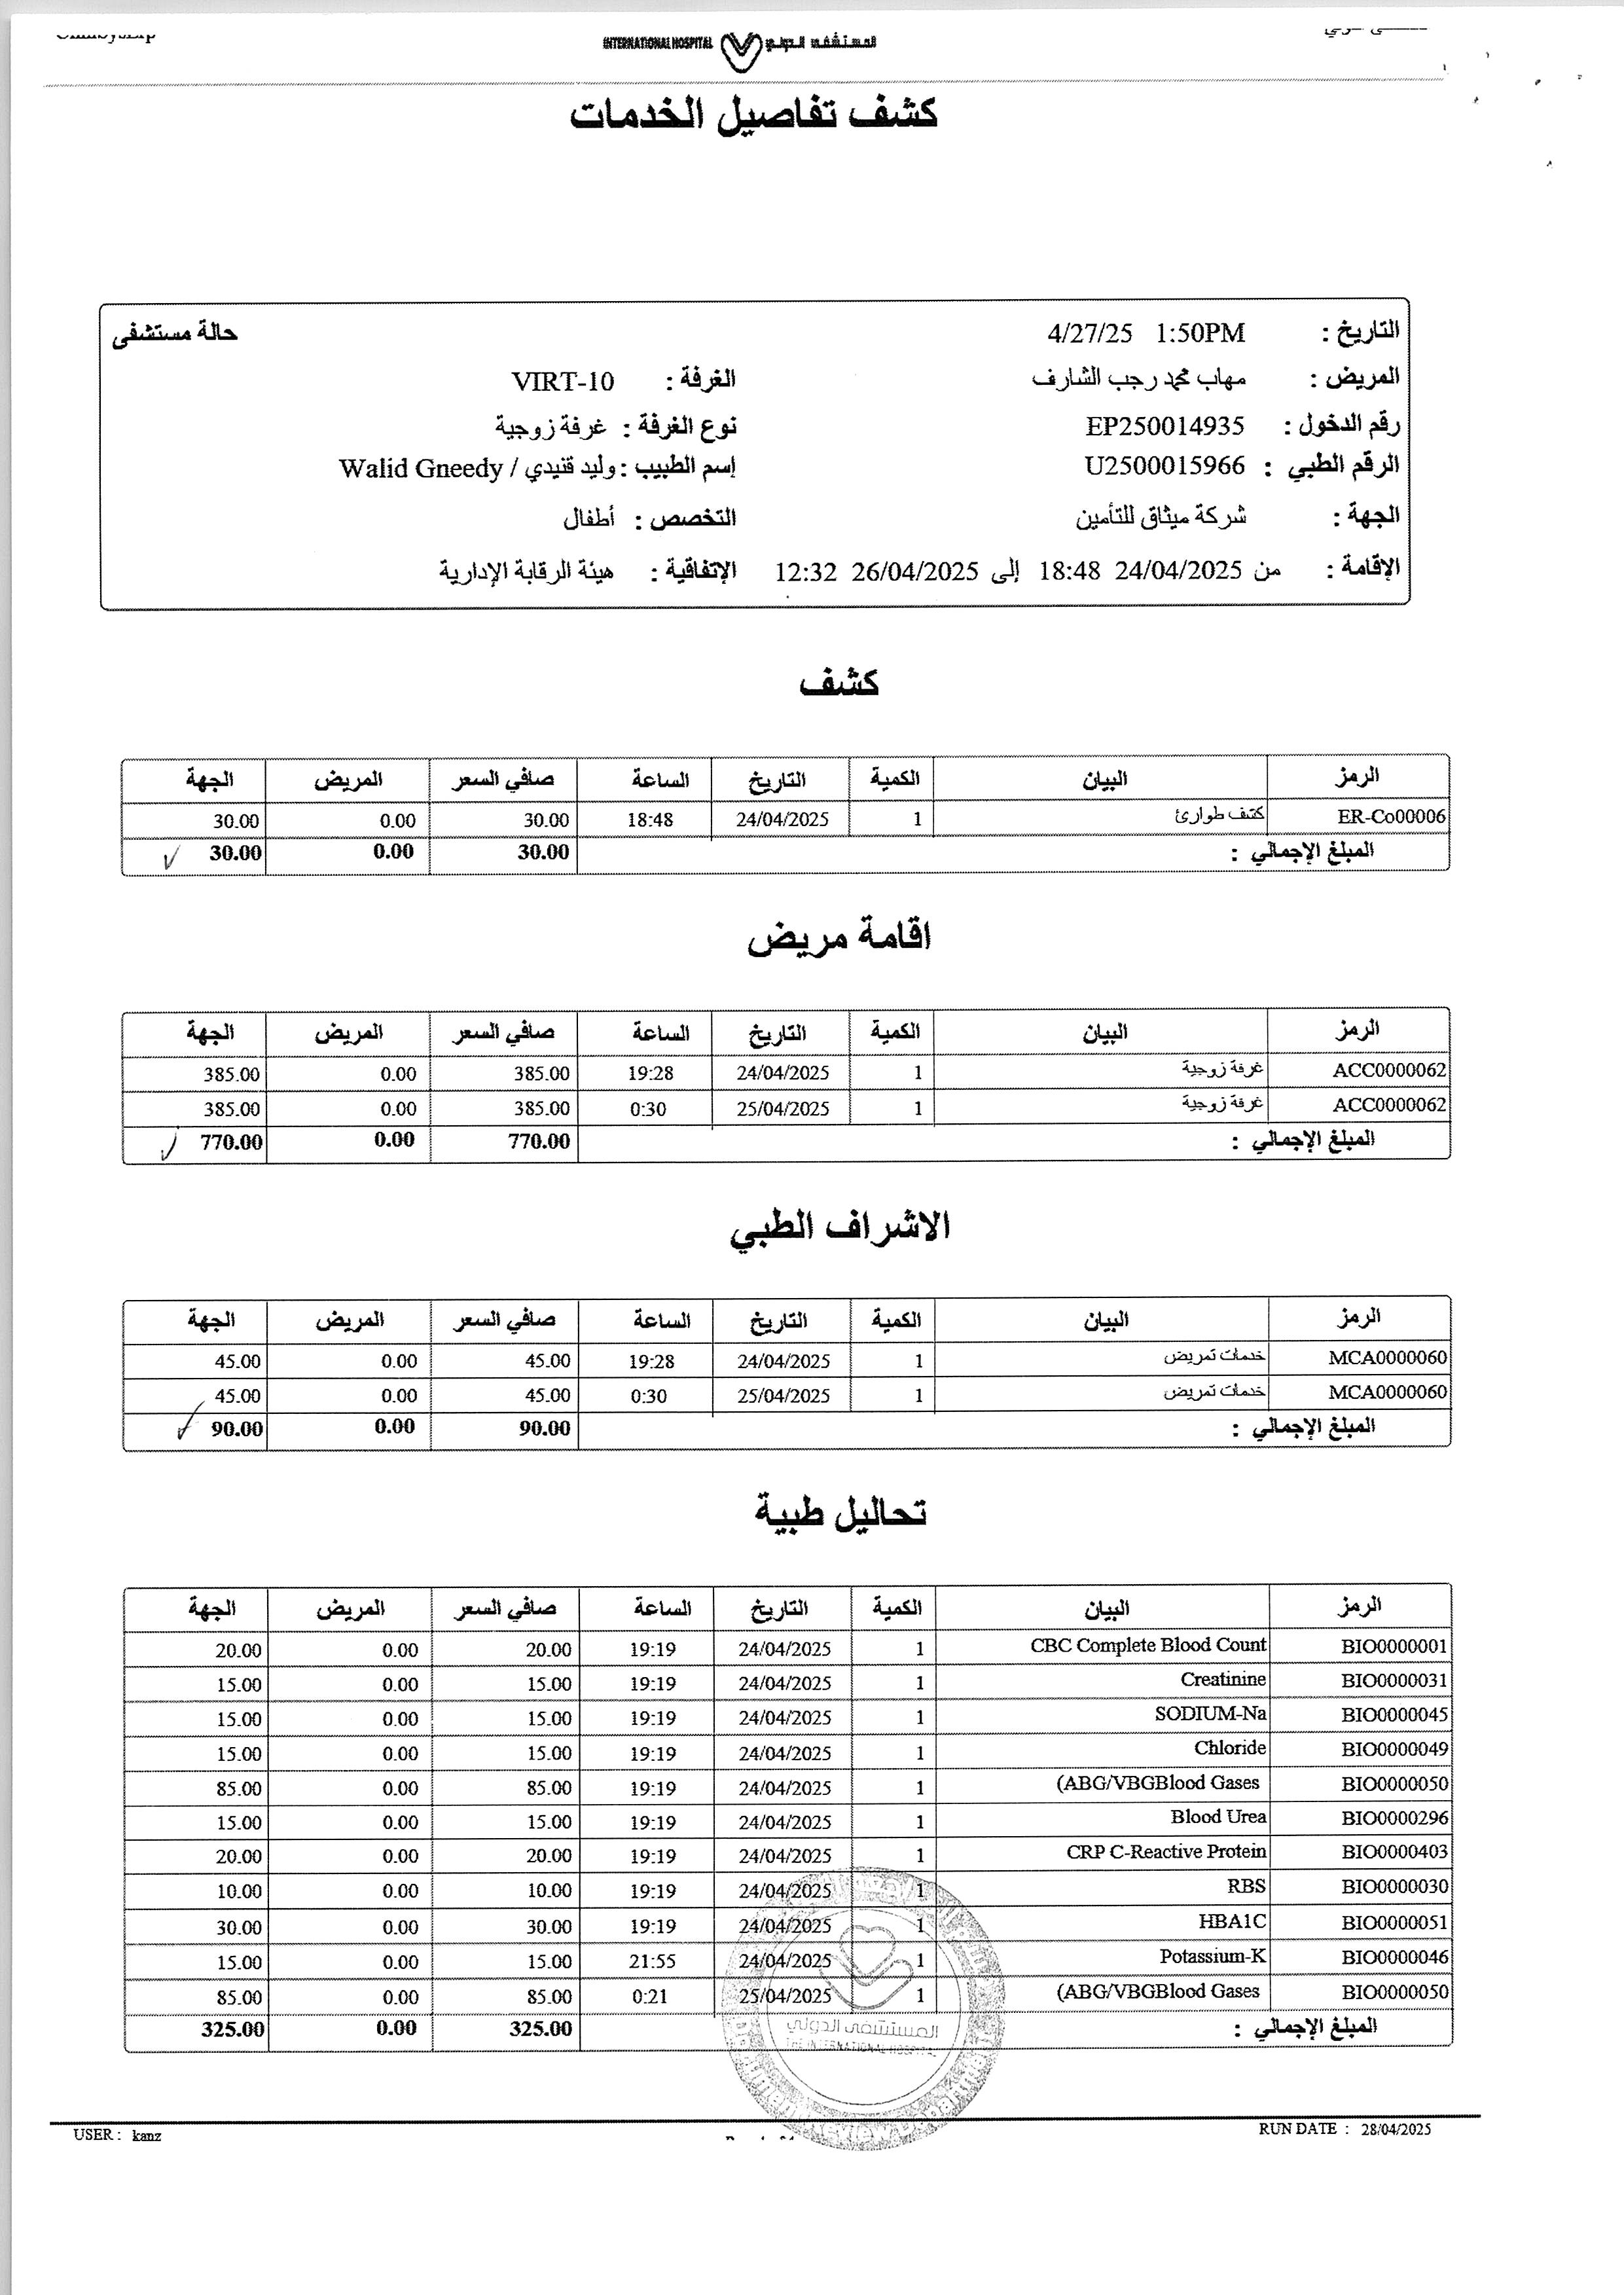 INTERNATIONAL HOSPITAL المستشفى الدولي
كشف تفاصيل الخدمات
التاريخ : 4/27/25 1:50PM حالة مستشفى
المريض : مهاب محمد رجب الشارف الغرفة : VIRT-10
رقم الدخول : EP250014935 نوع الغرفة : غرفة زوجية
الرقم الطبي : U2500015966 إسم الطبيب : وليد قنيدي / Walid Gneedy
الجهة : شركة ميثاق للتأمين التخصص : أطفال
الإقامة : من 24/04/2025 18:48 إلى 26/04/2025 12:32 الإتفاقية : هيئة الرقابة الإدارية
كشف
الرمز البيان الكمية التاريخ الساعة صافي السعر المريض الجهة
ER-Co00006 كشف طوارئ 1 24/04/2025 18:48 30.00 0.00 30.00
المبلغ الإجمالي : 30.00 0.00 30.00
اقامة مريض
الرمز البيان الكمية التاريخ الساعة صافي السعر المريض الجهة
ACC0000062 غرفة زوجية 1 24/04/2025 19:28 385.00 0.00 385.00
ACC0000062 غرفة زوجية 1 25/04/2025 0:30 385.00 0.00 385.00
المبلغ الإجمالي : 770.00 0.00 770.00
الاشراف الطبي
الرمز البيان الكمية التاريخ الساعة صافي السعر المريض الجهة
MCA0000060 خدمات تمريض 1 24/04/2025 19:28 45.00 0.00 45.00
MCA0000060 خدمات تمريض 1 25/04/2025 0:30 45.00 0.00 45.00
المبلغ الإجمالي : 90.00 0.00 90.00
تحاليل طبية
الرمز البيان الكمية التاريخ الساعة صافي السعر المريض الجهة
BIO0000001 CBC Complete Blood Count 1 24/04/2025 19:19 20.00 0.00 20.00
BIO0000031 Creatinine 1 24/04/2025 19:19 15.00 0.00 15.00
BIO0000045 SODIUM-Na 1 24/04/2025 19:19 15.00 0.00 15.00
BIO0000049 Chloride 1 24/04/2025 19:19 15.00 0.00 15.00
BIO0000050 (ABG/VBGBlood Gases 1 24/04/2025 19:19 85.00 0.00 85.00
BIO0000296 Blood Urea 1 24/04/2025 19:19 15.00 0.00 15.00
BIO0000403 CRP C-Reactive Protein 1 24/04/2025 19:19 20.00 0.00 20.00
BIO0000030 RBS 1 24/04/2025 19:19 10.00 0.00 10.00
BIO0000051 HBA1C 1 24/04/2025 19:19 30.00 0.00 30.00
BIO0000046 Potassium-K 1 24/04/2025 21:55 15.00 0.00 15.00
BIO0000050 (ABG/VBGBlood Gases 1 25/04/2025 0:21 85.00 0.00 85.00
المبلغ الإجمالي : 325.00 0.00 325.00
المستشفى الدولي
THE INTERNATIONAL HOSPITAL
USER : kanz RUN DATE : 28/04/2025